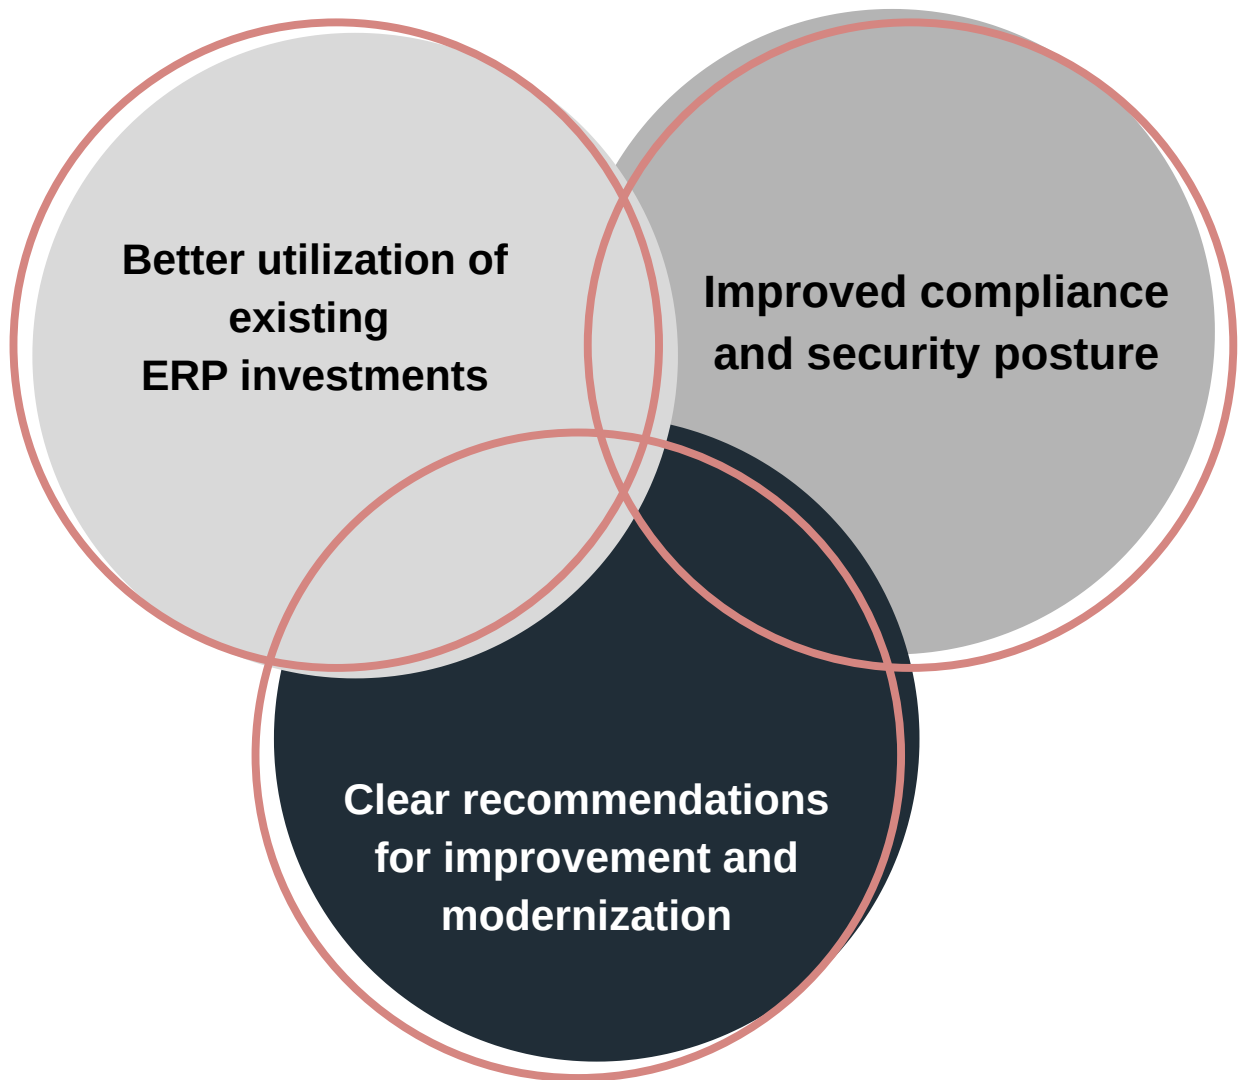 Better utilization of
existing
ERP investments
Improved compliance
and security posture
Clear recommendations
for improvement and
modernization